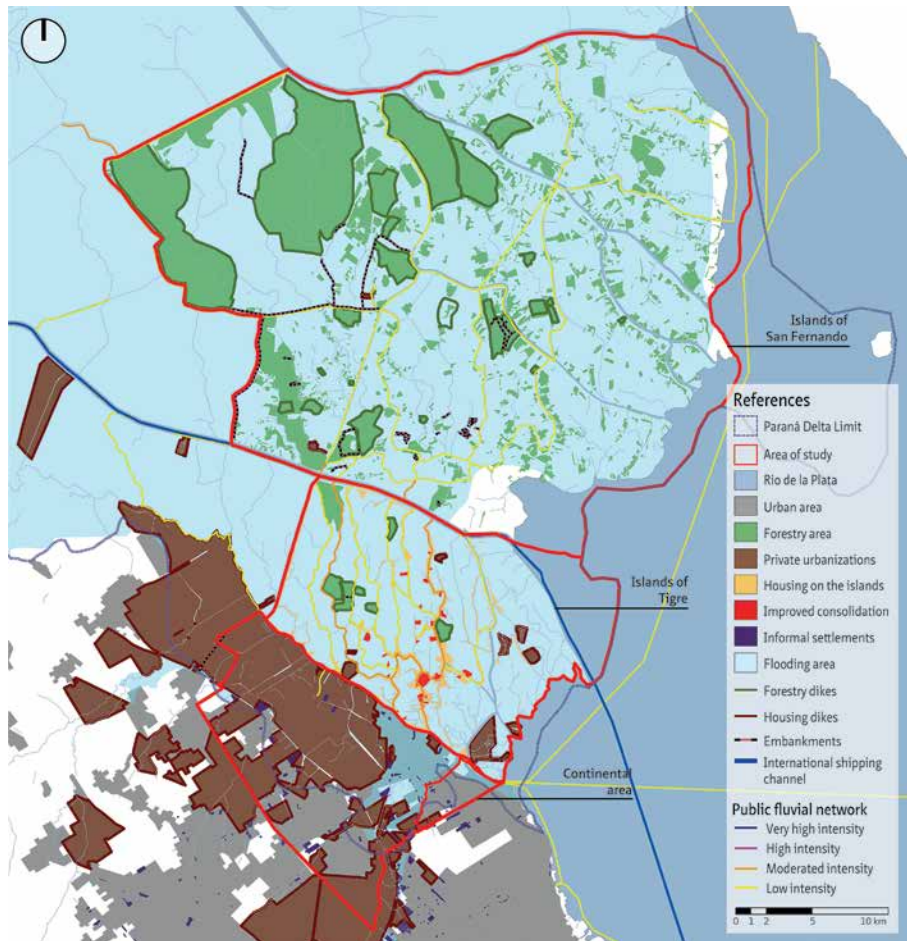 Islands of
San Fernando
Islands of
Tigre
Continental
area
References
Paraná Delta Limit
Area of study
Río de la Plata
Urban area
Forestry area
Private urbanizations
Housing on the islands
Improved consolidation
Informal settlements
Flooding area
Forestry dikes
Housing dikes
Embankments
International shipping
channel
Public fluvial network
Very high intensity
High intensity
Moderated intensity
Low intensity
0 1 2 5 10 km